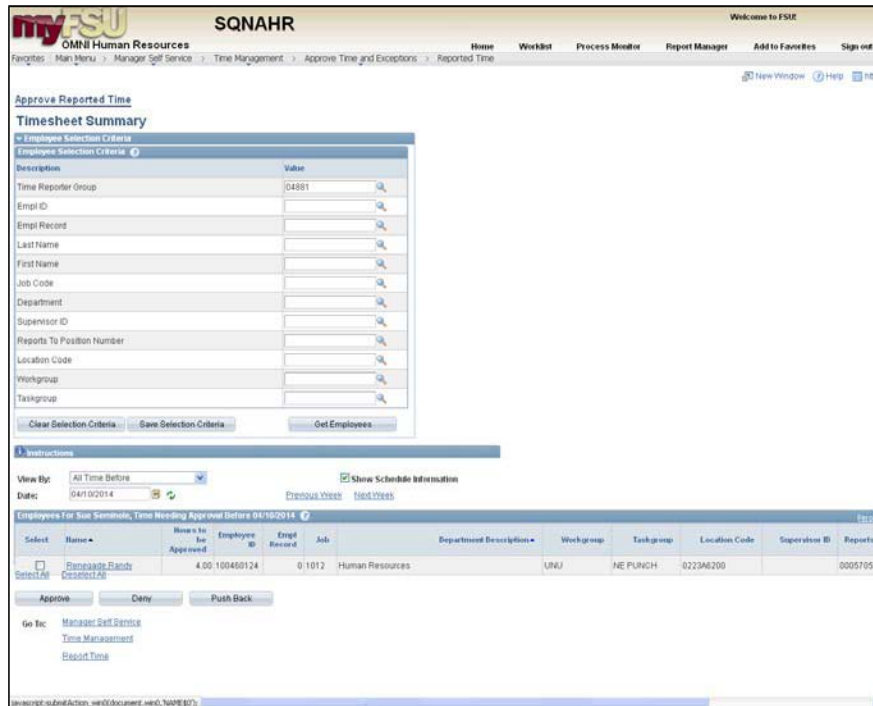 myFSU SQNAHR Welcome to FSU!
OMNI Human Resources
Home Worklist Process Monitor Report Manager Add to Favorites Sign out
Favorites Main Menu > Manager Self Service > Time Management > Approve Time and Exceptions > Reported Time
New Window Help
Approve Reported Time
Timesheet Summary
Employee Selection Criteria
Employee Selection Criteria
Description Value
Time Reporter Group 04881
Empl ID
Empl Record
Last Name
First Name
Job Code
Department
Supervisor ID
Reports To Position Number
Location Code
Workgroup
Taskgroup
Clear Selection Criteria Save Selection Criteria Get Employees
Instructions
View By: All Time Before Show Schedule Information
Date: 04/10/2014 Previous Week Next Week
Employees For Sue Seminole, Time Needing Approval Before 04/10/2014
Select Name Hours to be Approved Employee ID Empl Record Job Department Description Workgroup Taskgroup Location Code Supervisor ID Reports
Renegade,Randy 4.00 100460124 0 1012 Human Resources UNU NE PUNCH 0223A6200 0005705
Select All Deselect All
Approve Deny Push Back
Go To: Manager Self Service
Time Management
Report Time
javascript:submitAction_win0(document.win0,'NAME$0');